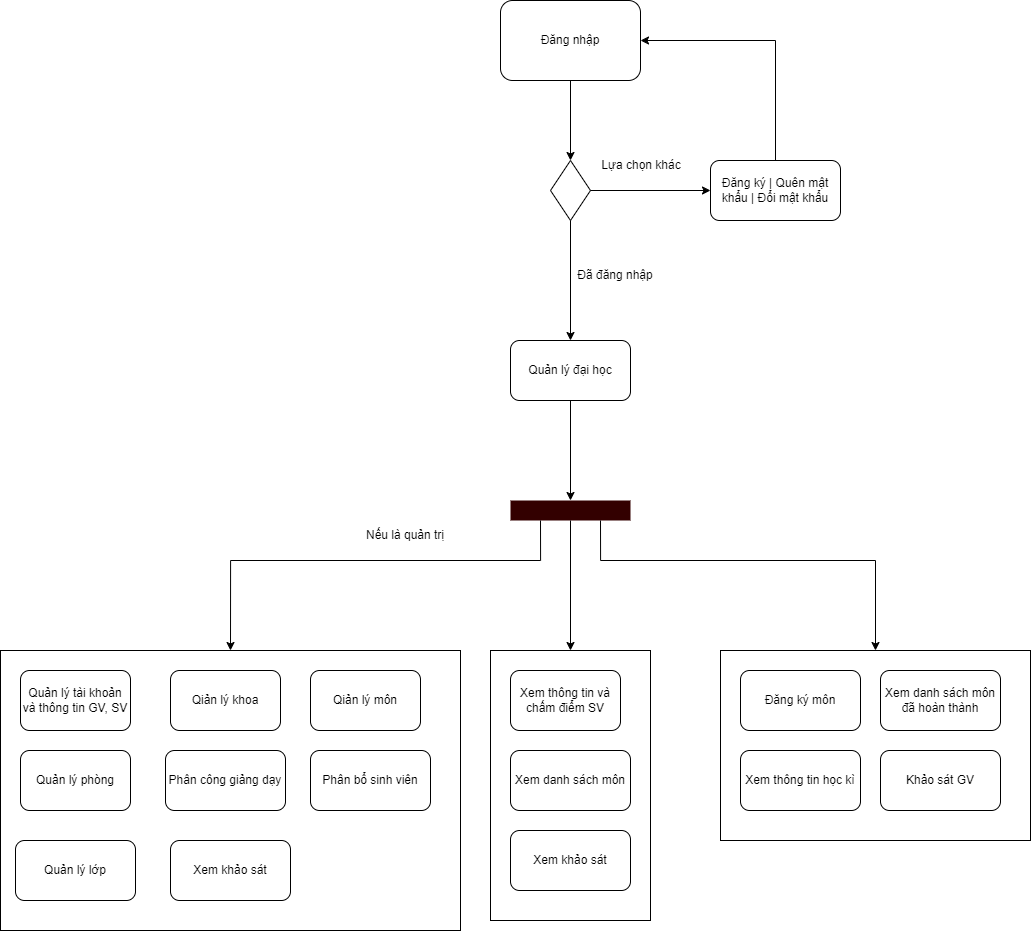 Đăng nhập
Lựa chọn khác
Đăng ký | Quên mật
khẩu | Đổi mật khẩu
Đã đăng nhập
Quản lý đại học
Nếu là quản trị
Quản lý tài khoản
và thông tin GV, SV
Qiản lý khoa
Qiản lý môn
Quản lý phòng
Phân công giảng dạy
Phân bổ sinh viên
Quản lý lớp
Xem khảo sát
Xem thông tin và
chấm điểm SV
Xem danh sách môn
Xem khảo sát
Đăng ký môn
Xem danh sách môn
đã hoàn thành
Xem thông tin học kì
Khảo sát GV